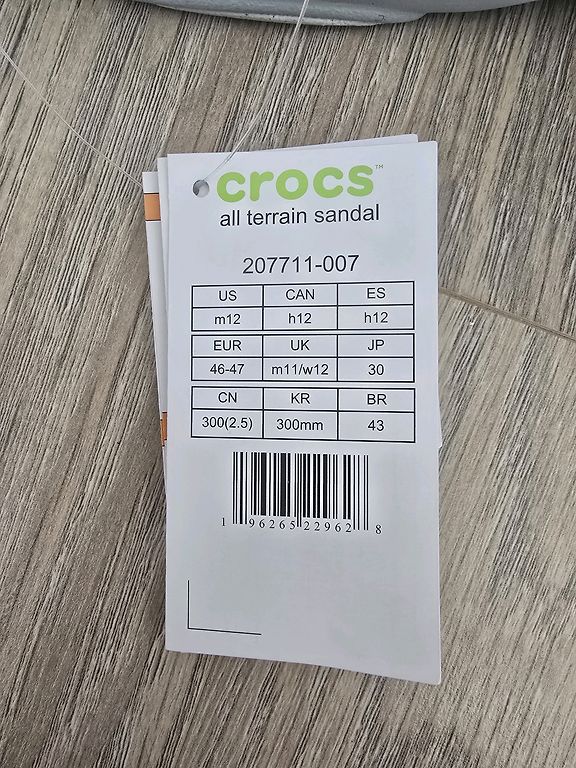 crocs™
all terrain sandal
207711-007
US CAN ES
m12 h12 h12
EUR UK JP
46-47 m11/w12 30
CN KR BR
300(2.5) 300mm 43
1 96265 22962 8